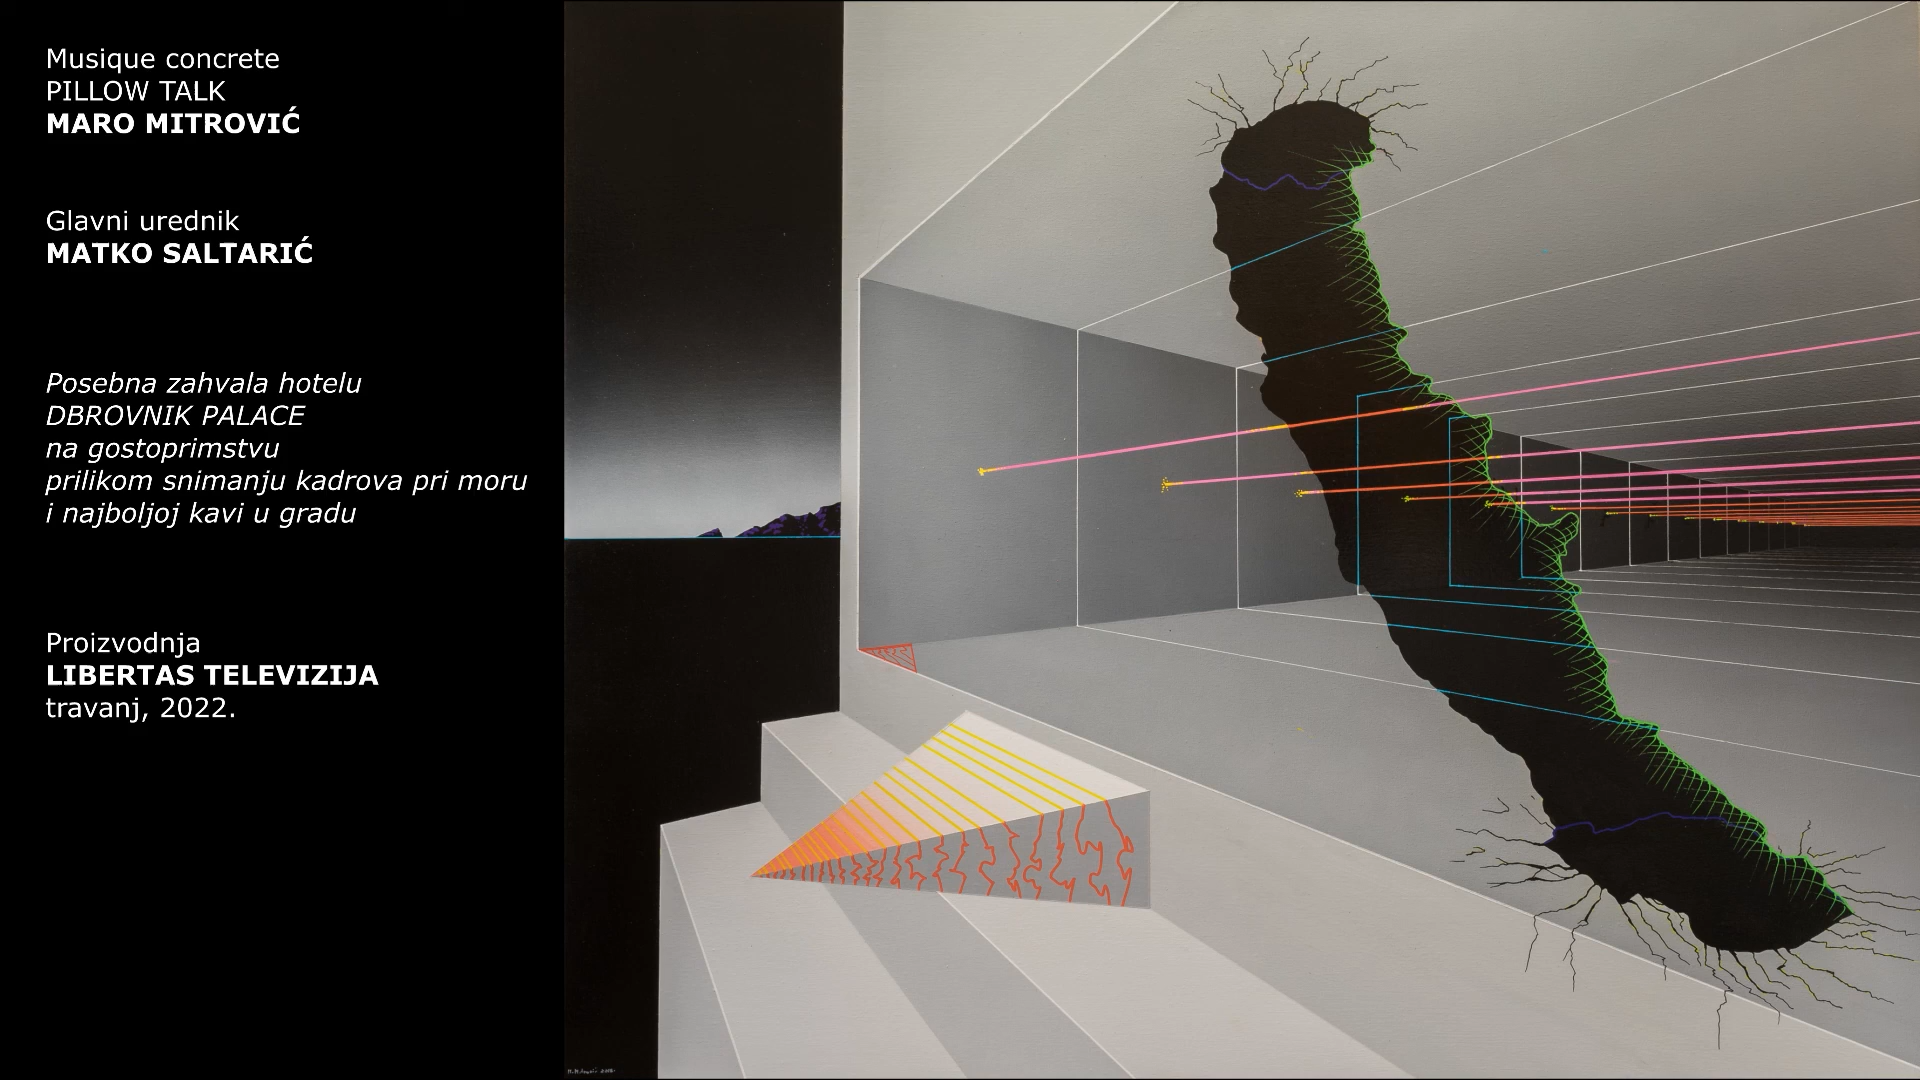 Musique concrete
PILLOW TALK
MARO MITROVIĆ
Glavni urednik
MATKO SALTARIĆ
Posebna zahvala hotelu
DBROVNIK PALACE
na gostoprimstvu
prilikom snimanju kadrova pri moru
i najboljoj kavi u gradu
Proizvodnja
LIBERTAS TELEVIZIJA
travanj, 2022.